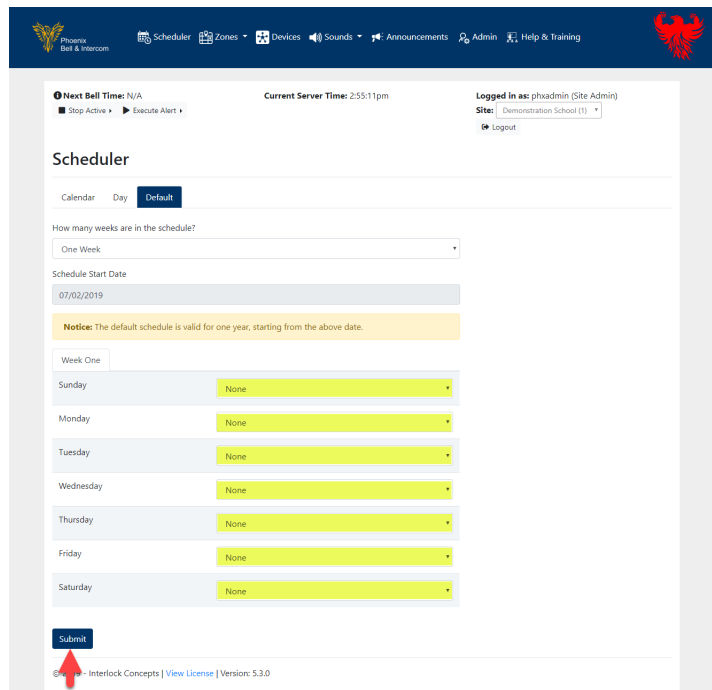 Phoenix
Bell & Intercom
Scheduler Zones Devices Sounds Announcements Admin Help & Training
Next Bell Time: N/A
Stop Active Execute Alert
Current Server Time: 2:55:11pm
Logged in as: phxadmin (Site Admin)
Site: Demonstration School (1)
Logout
Scheduler
Calendar Day Default
How many weeks are in the schedule?
One Week
Schedule Start Date
07/02/2019
Notice: The default schedule is valid for one year, starting from the above date.
Week One
Sunday None
Monday None
Tuesday None
Wednesday None
Thursday None
Friday None
Saturday None
Submit
© - Interlock Concepts | View License | Version: 5.3.0